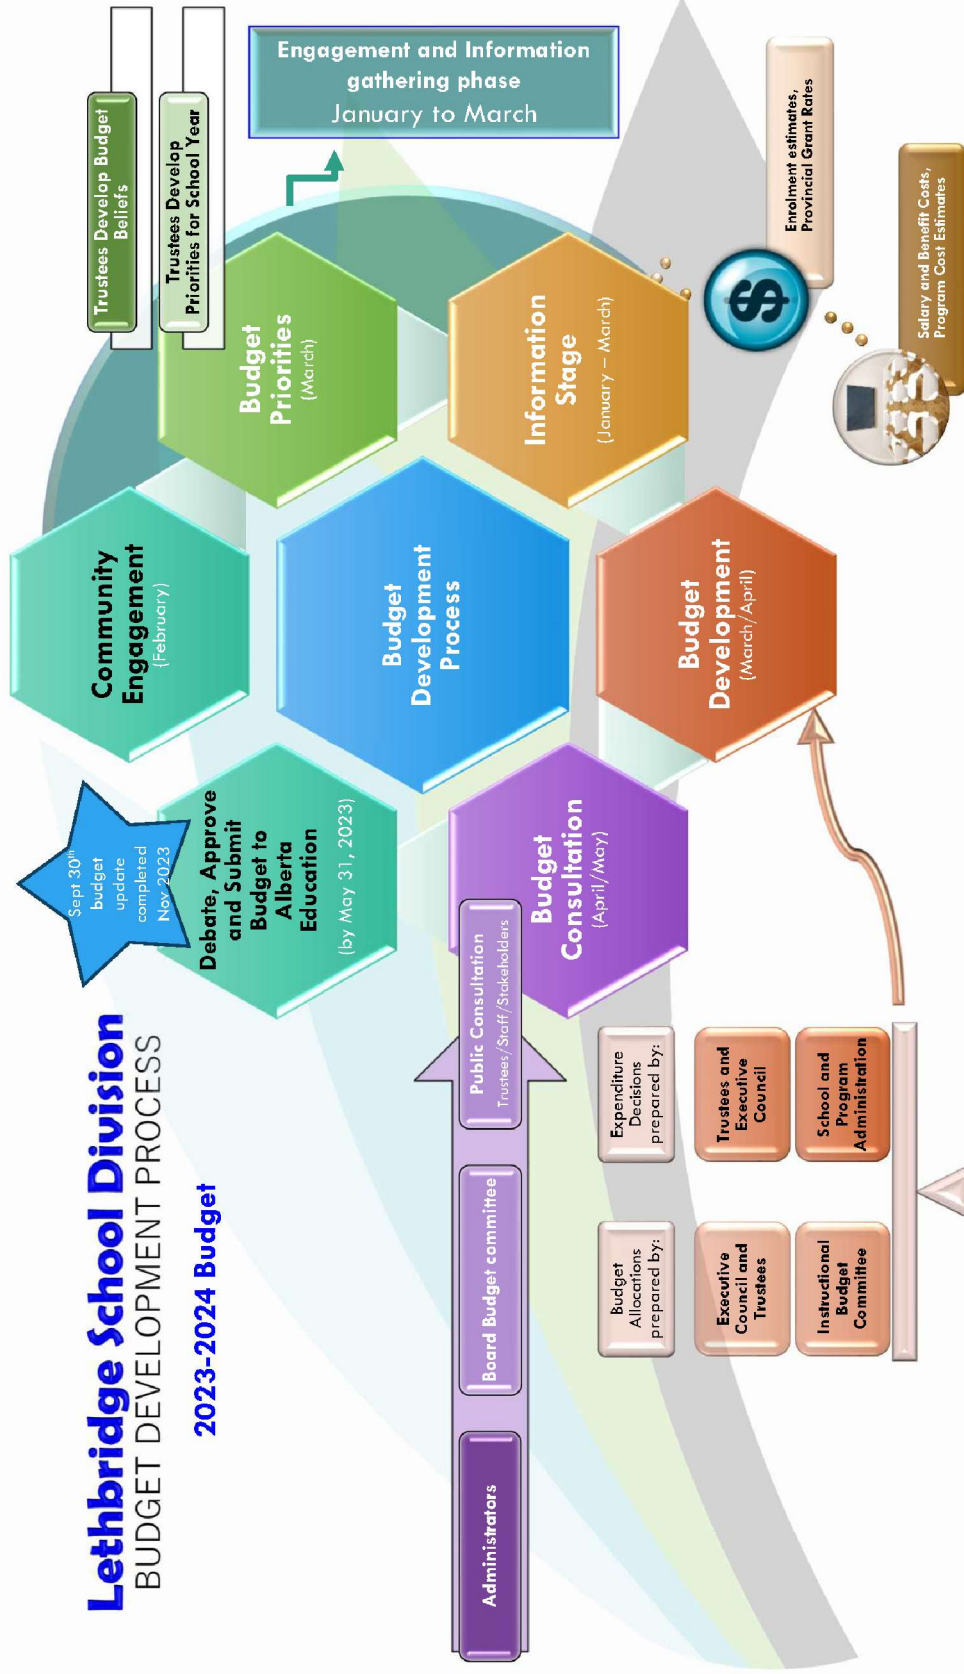 Lethbridge School Division
BUDGET DEVELOPMENT PROCESS
2023-2024 Budget
Sept 30th
budget
update
completed
Nov 2023
Debate, Approve
and Submit
Budget to
Alberta
Education
(by May 31, 2023)
Community
Engagement
(February)
Budget
Priorities
(March)
Trustees Develop Budget
Beliefs
Trustees Develop
Priorities for School Year
Engagement and Information
gathering phase
January to March
Budget
Development
Process
Information
Stage
(January – March)
Enrolment estimates,
Provincial Grant Rates
$
Salary and Benefit Costs,
Program Cost Estimates
Budget
Development
(March/April)
Budget
Consultation
(April/May)
Administrators
Board Budget committee
Public Consultation
Trustees/Staff/Stakeholders
Budget
Allocations
prepared by:
Executive
Council and
Trustees
Instructional
Budget
Committee
Expenditure
Decisions
prepared by:
Trustees and
Executive
Council
School and
Program
Administration